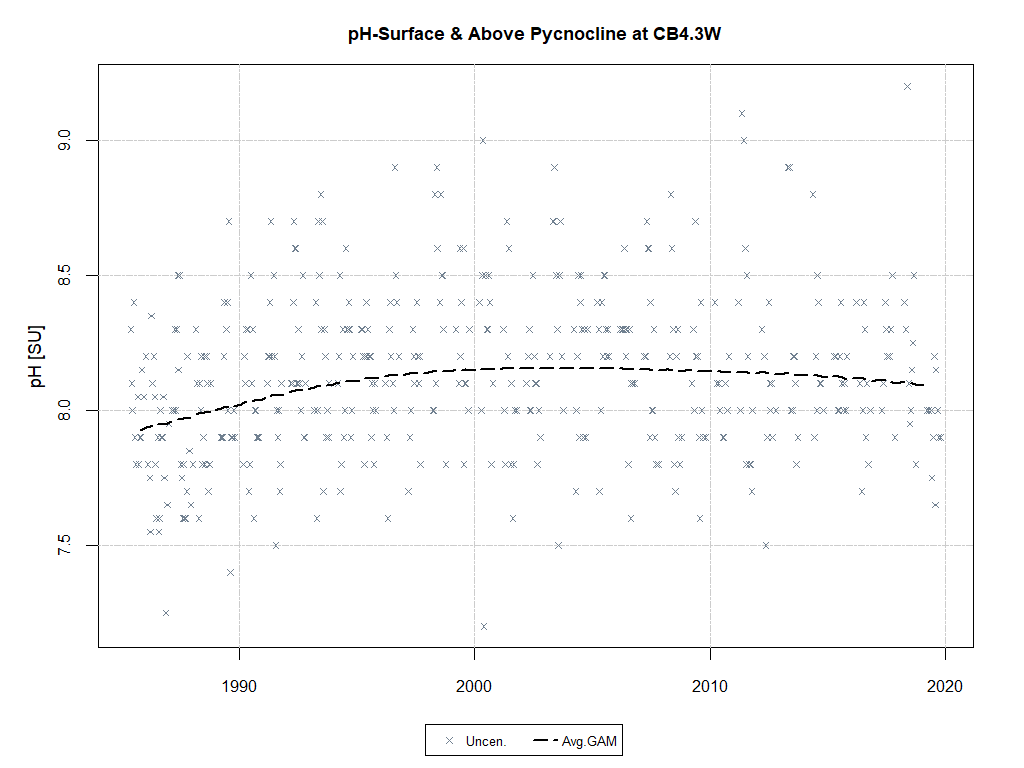 pH-Surface & Above Pycnocline at CB4.3W
pH [SU]
9.0
8.5
8.0
7.5
1990 2000 2010 2020
Uncen. Avg.GAM